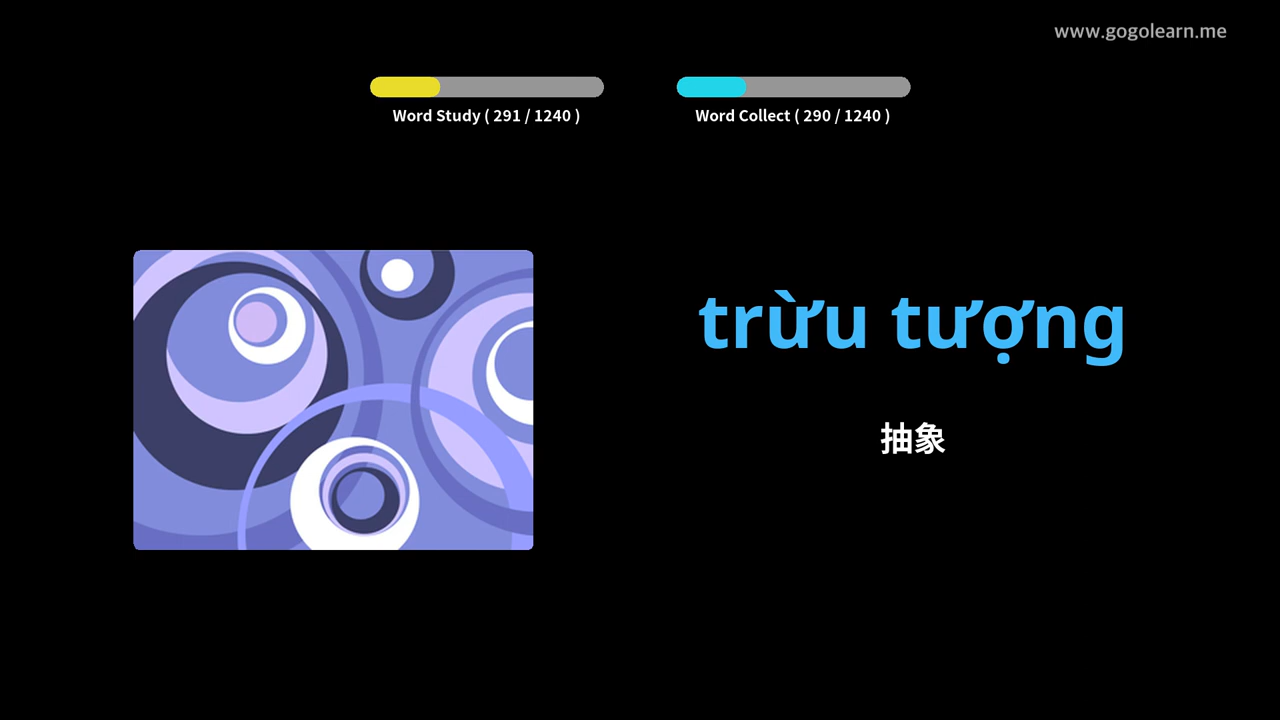 www.gogolearn.me
Word Study ( 291 / 1240 )
Word Collect ( 290 / 1240 )
trừu tượng
抽象